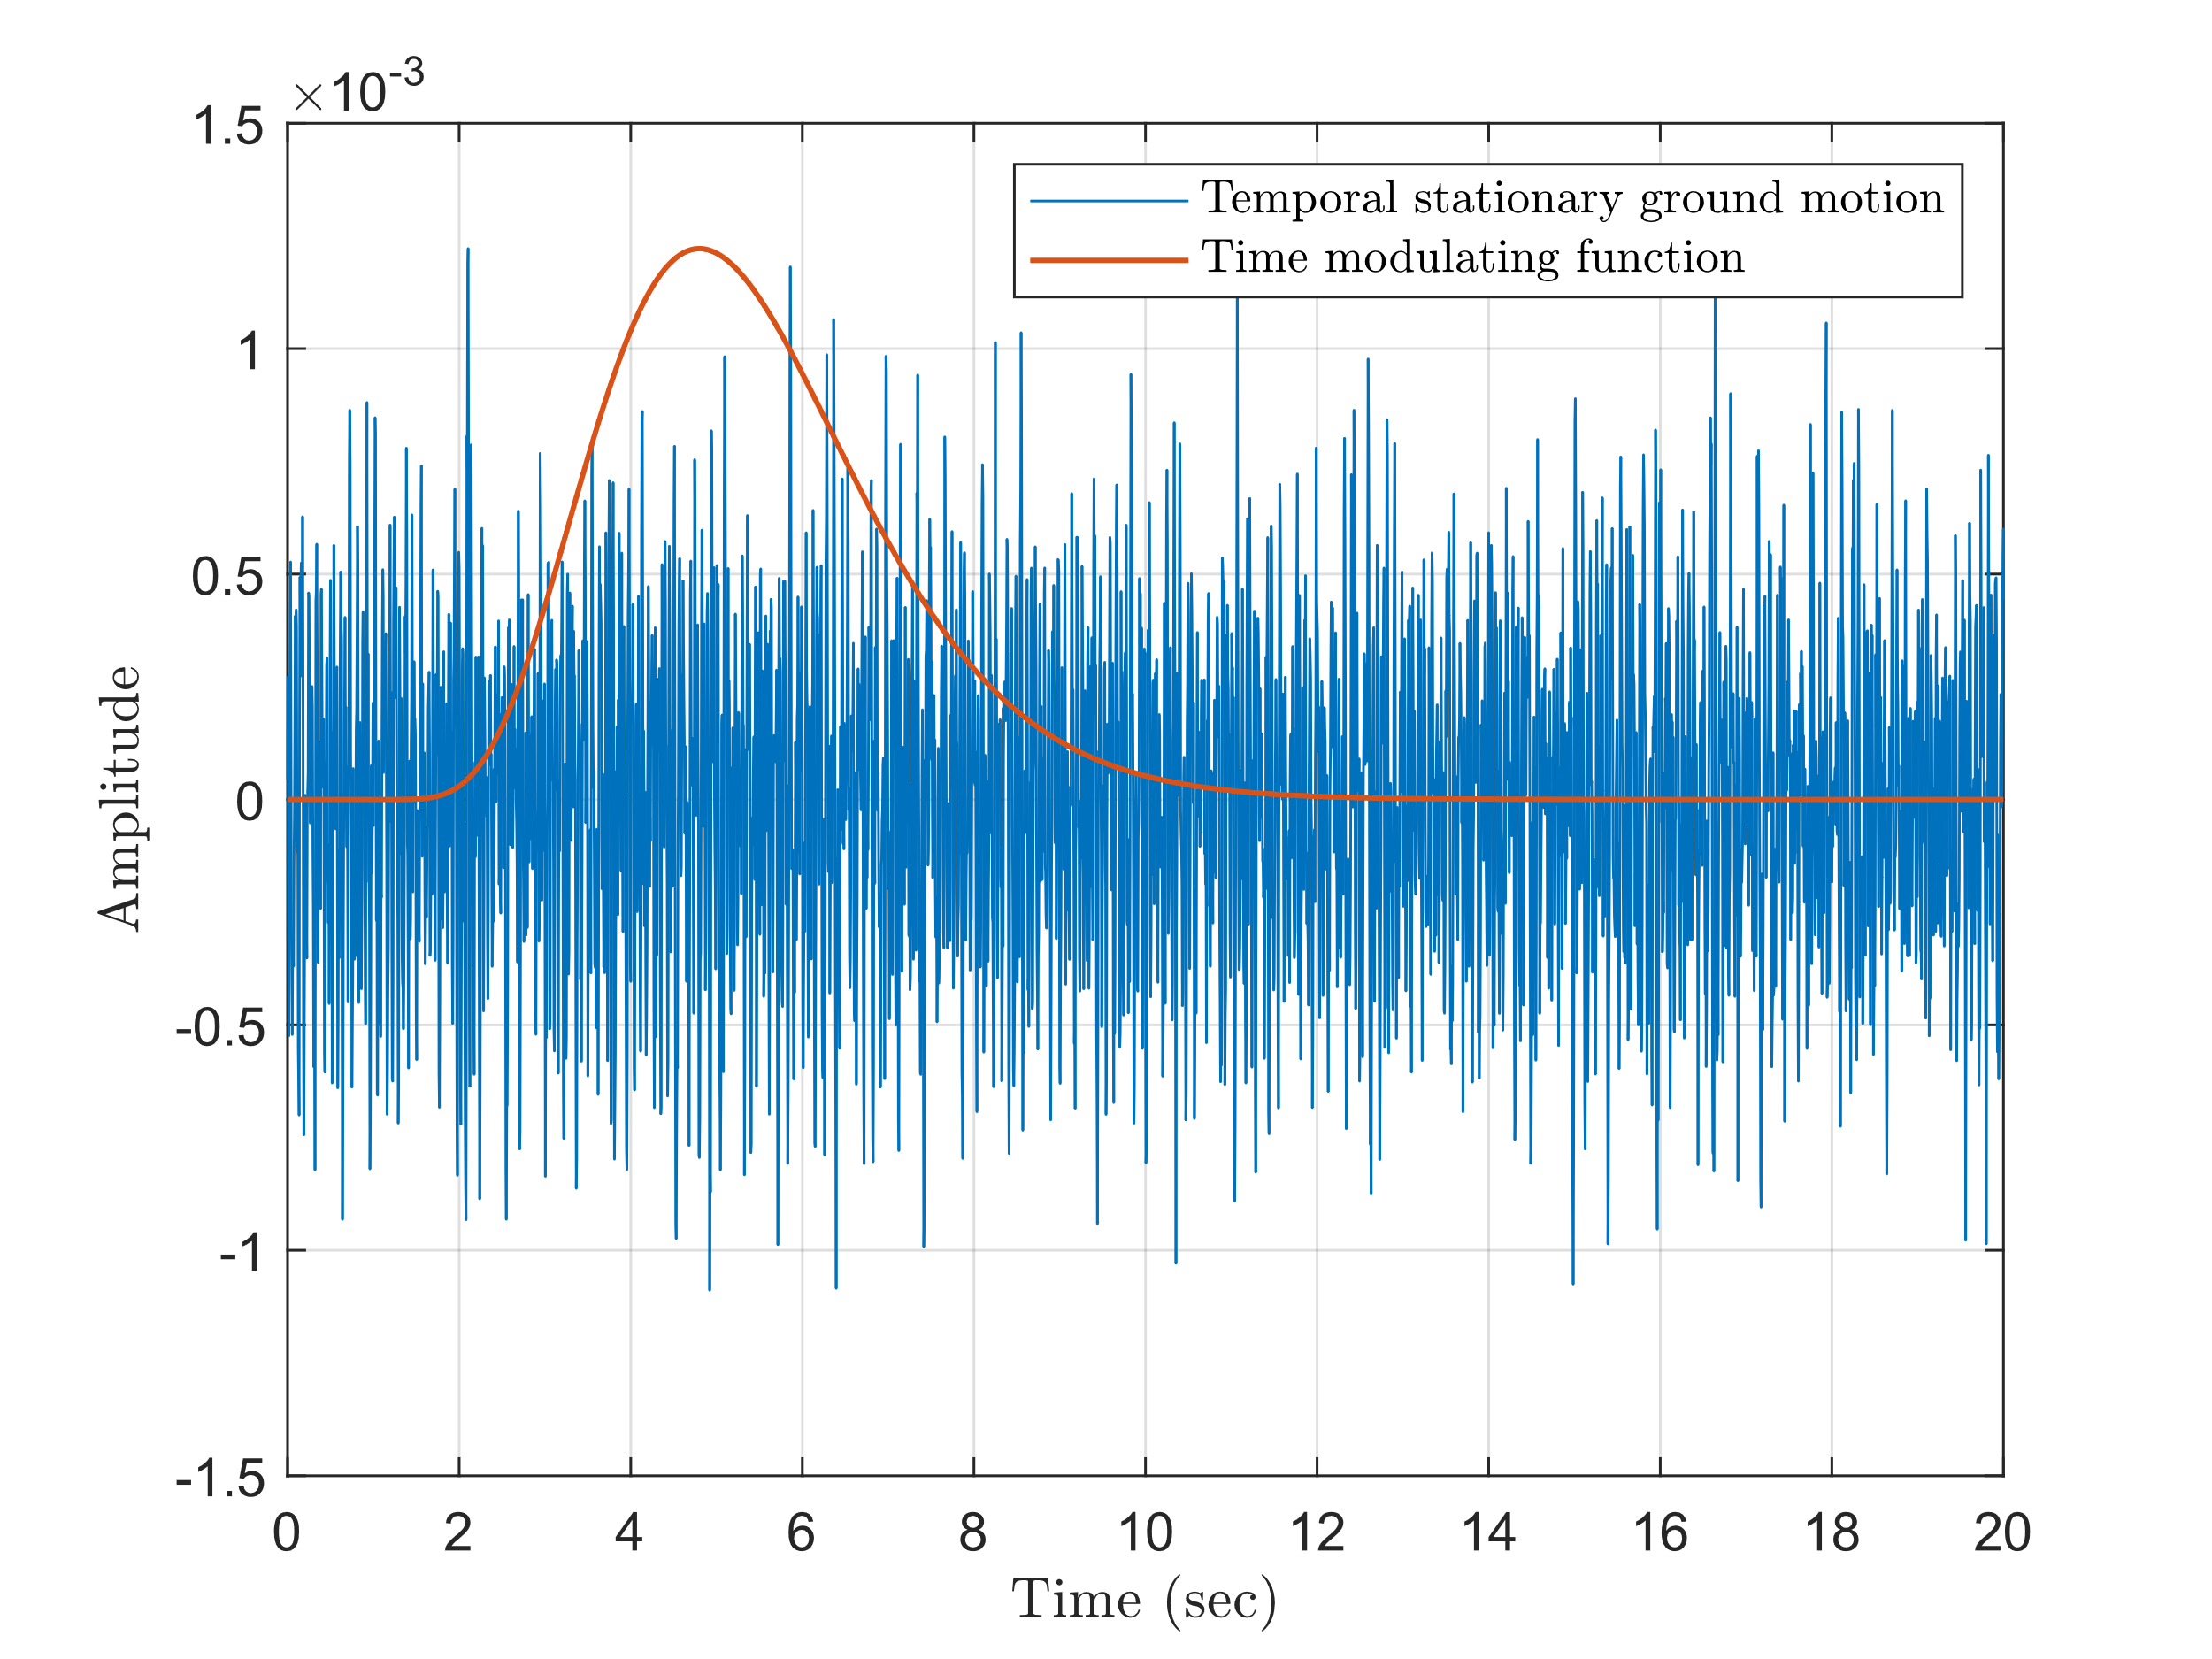 ×10-3
1.5
1
0.5
0
-0.5
-1
-1.5
Amplitude
Temporal stationary ground motion
Time modulating function
0 2 4 6 8 10 12 14 16 18 20
Time (sec)